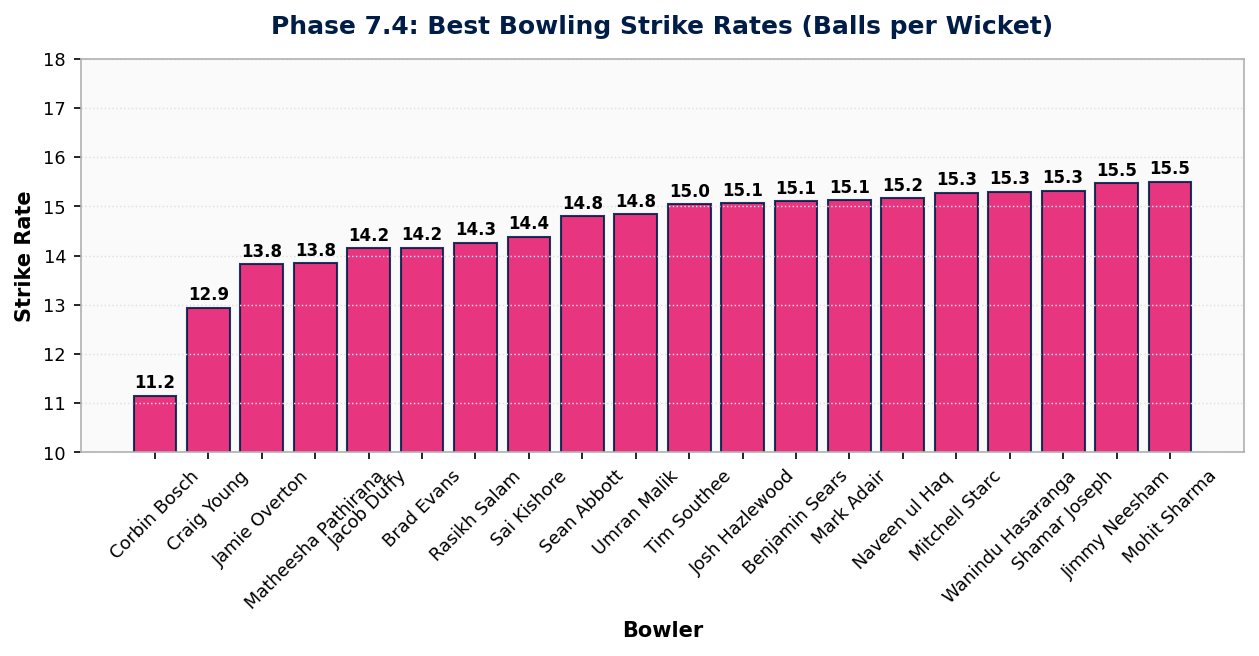 Phase 7.4: Best Bowling Strike Rates (Balls per Wicket)
Strike Rate
18
17
16
15
14
13
12
11
10
11.2
12.9
13.8
13.8
14.2
14.2
14.3
14.4
14.8
14.8
15.0
15.1
15.1
15.1
15.2
15.3
15.3
15.3
15.5
15.5
Corbin Bosch
Craig Young
Jamie Overton
Matheesha Pathirana
Jacob Duffy
Brad Evans
Rasikh Salam
Sai Kishore
Sean Abbott
Umran Malik
Tim Southee
Josh Hazlewood
Benjamin Sears
Mark Adair
Naveen ul Haq
Mitchell Starc
Wanindu Hasaranga
Shamar Joseph
Jimmy Neesham
Mohit Sharma
Bowler